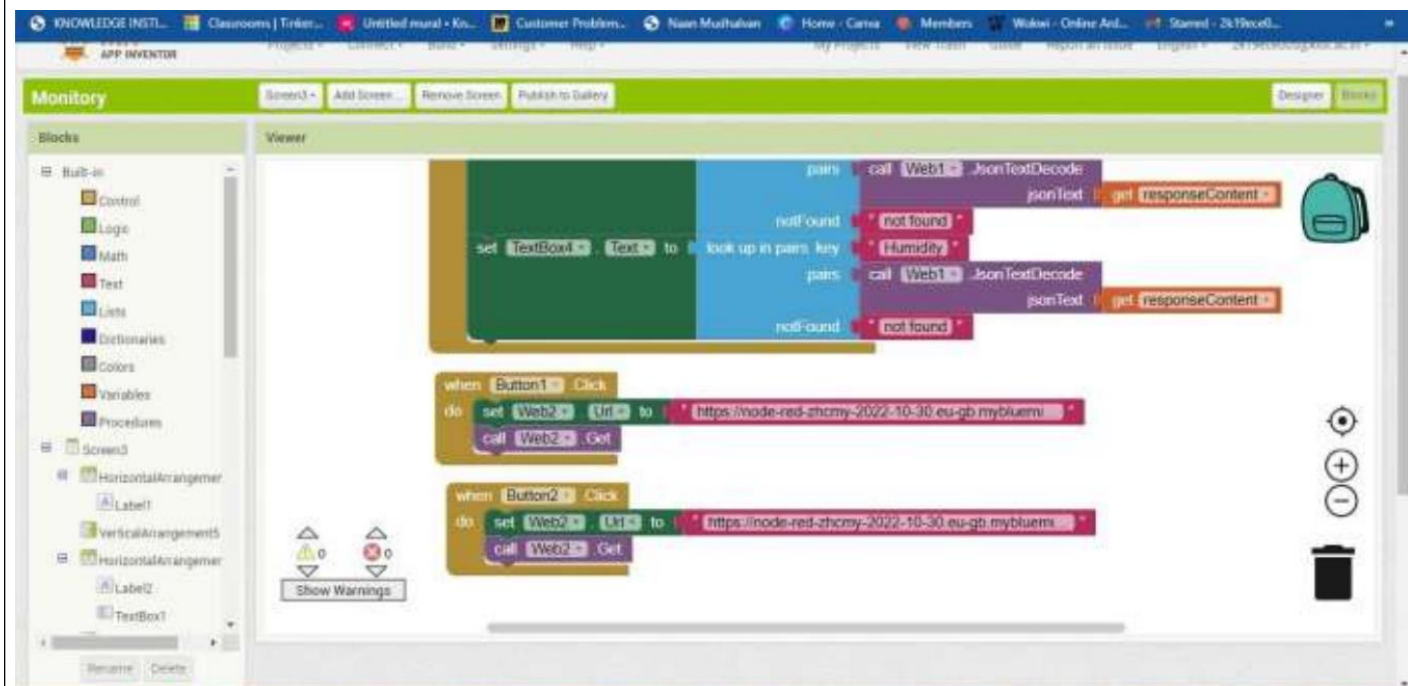 KNOWLEDGE INSTI... Classrooms | Tinker... Untitled mural • Kn... Customer Problem... Naan Mudhalvan Home - Canva Members Wokwi - Online Ard... Starred - 2k19ece0...
APP INVENTOR
Projects Connect Build Settings Help My Projects View Trash Guide Report an Issue English
Monitory Screen3 Add Screen ... Remove Screen Publish to Gallery Designer Blocks
Blocks Viewer
Built-in
Control
Logic
Math
Text
Lists
Dictionaries
Colors
Variables
Procedures
Screen3
HorizontalArrangemer
Label1
VerticalArrangement5
HorizontalArrangemer
Label2
TextBox1
Rename Delete
pairs call Web1 .JsonTextDecode
jsonText get responseContent
notFound " not found "
set TextBox4 . Text to look up in pairs key " Humidity "
pairs call Web1 .JsonTextDecode
jsonText get responseContent
notFound " not found "
when Button1 .Click
do set Web2 . Url to " https://node-red-zhcmy-2022-10-30.eu-gb.mybluemi... "
call Web2 .Get
when Button2 .Click
do set Web2 . Url to " https://node-red-zhcmy-2022-10-30.eu-gb.mybluemi... "
call Web2 .Get
0 0
Show Warnings